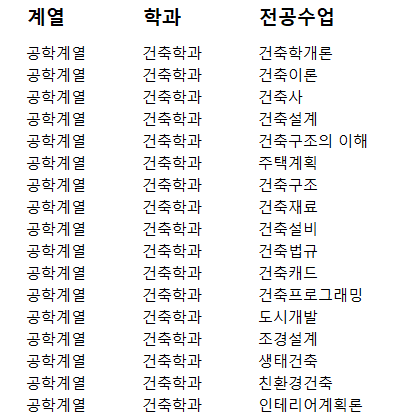 계열 학과 전공수업
공학계열 건축학과 건축학개론
공학계열 건축학과 건축이론
공학계열 건축학과 건축사
공학계열 건축학과 건축설계
공학계열 건축학과 건축구조의 이해
공학계열 건축학과 주택계획
공학계열 건축학과 건축구조
공학계열 건축학과 건축재료
공학계열 건축학과 건축설비
공학계열 건축학과 건축법규
공학계열 건축학과 건축캐드
공학계열 건축학과 건축프로그래밍
공학계열 건축학과 도시개발
공학계열 건축학과 조경설계
공학계열 건축학과 생태건축
공학계열 건축학과 친환경건축
공학계열 건축학과 인테리어계획론